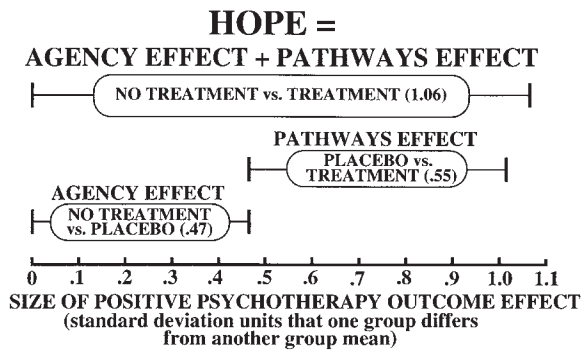 HOPE =
AGENCY EFFECT + PATHWAYS EFFECT
NO TREATMENT vs. TREATMENT (1.06)
PATHWAYS EFFECT
PLACEBO vs.
TREATMENT (.55)
AGENCY EFFECT
NO TREATMENT
vs. PLACEBO (.47)
0 .1 .2 .3 .4 .5 .6 .7 .8 .9 1.0 1.1
SIZE OF POSITIVE PSYCHOTHERAPY OUTCOME EFFECT
(standard deviation units that one group differs
from another group mean)